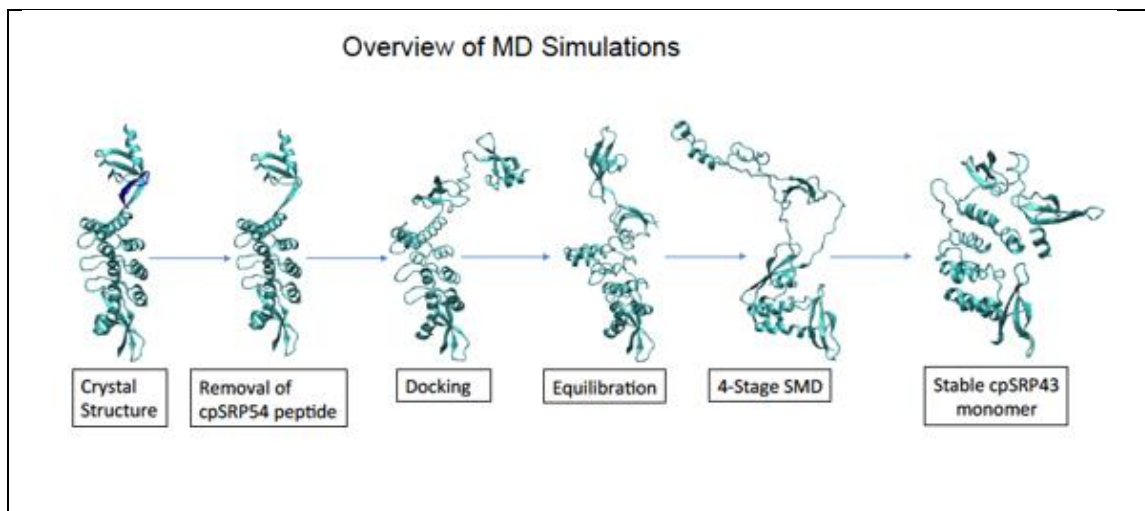 Overview of MD Simulations
Crystal
Structure
Removal of
cpSRP54 peptide
Docking
Equilibration
4-Stage SMD
Stable cpSRP43
monomer